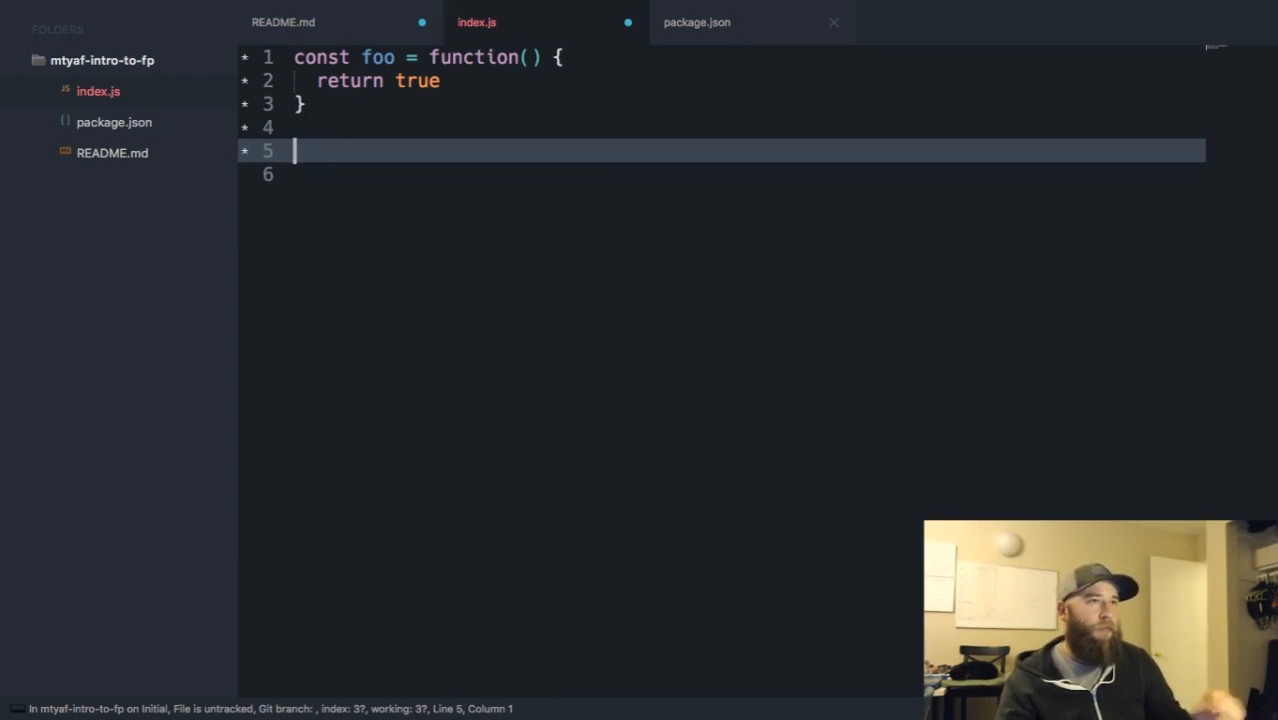 FOLDERS
mtyaf-intro-to-fp
index.js
package.json
README.md
README.md
index.js
package.json
* 1 const foo = function() {
* 2 return true
* 3 }
* 4
* 5
6
In mtyaf-intro-to-fp on Initial, File is untracked, Git branch: , index: 3?, working: 3?, Line 5, Column 1